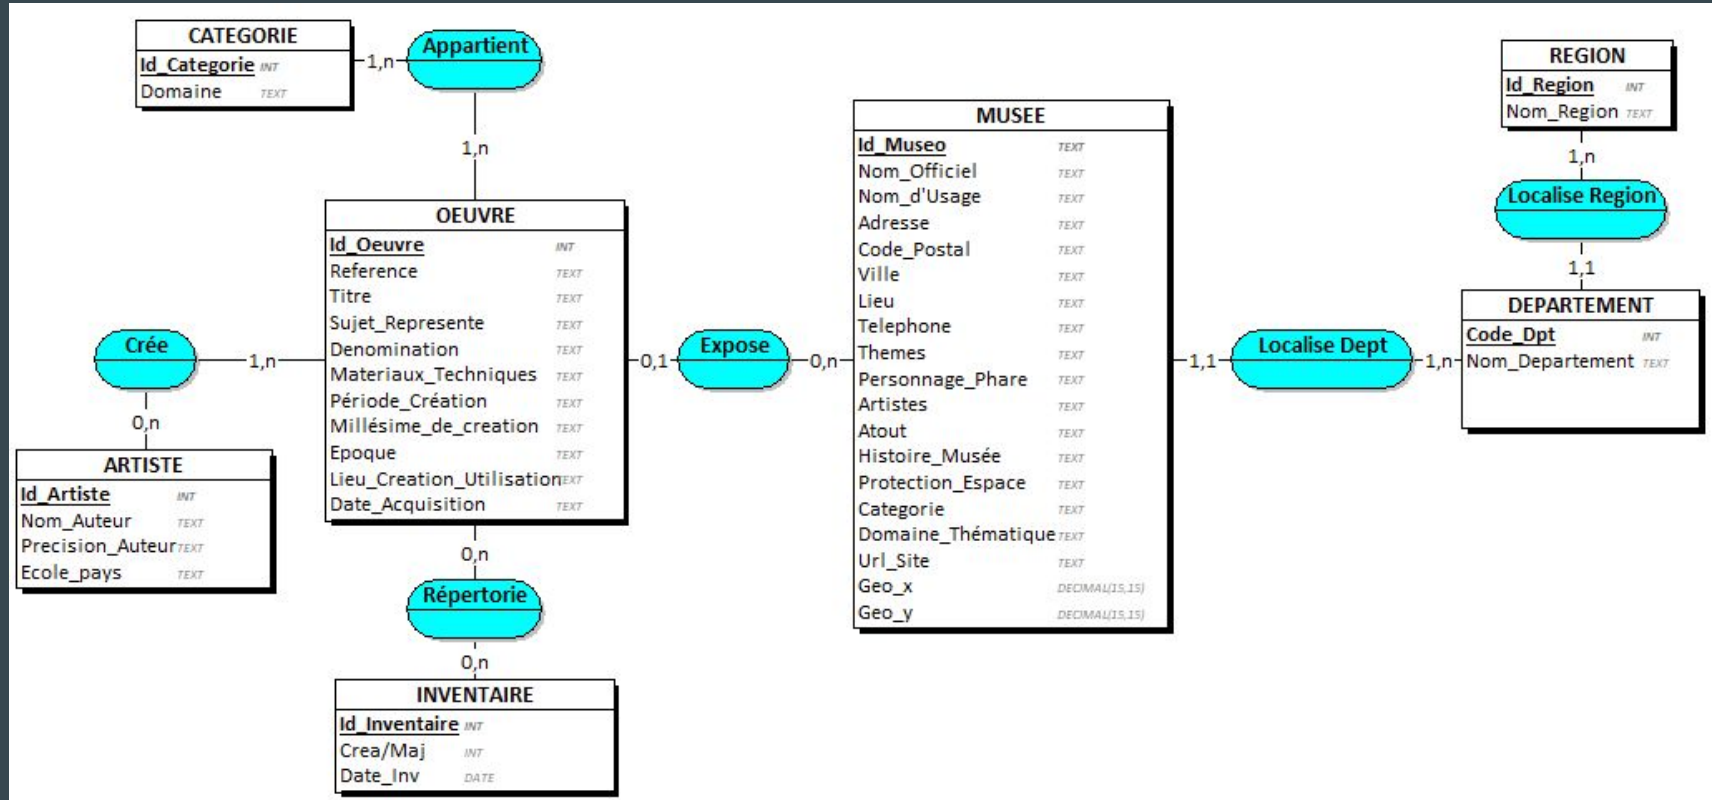 CATEGORIE
Id_Categorie INT
Domaine TEXT
1,n
Appartient
1,n
OEUVRE
Id_Oeuvre INT
Reference TEXT
Titre TEXT
Sujet_Represente TEXT
Denomination TEXT
Materiaux_Techniques TEXT
Période_Création TEXT
Millésime_de_creation TEXT
Epoque TEXT
Lieu_Creation_Utilisation TEXT
Date_Acquisition TEXT
1,n
Crée
0,n
ARTISTE
Id_Artiste INT
Nom_Auteur TEXT
Precision_Auteur TEXT
Ecole_pays TEXT
0,n
Répertorie
0,n
INVENTAIRE
Id_Inventaire INT
Crea/Maj INT
Date_Inv DATE
0,1
Expose
0,n
MUSEE
Id_Museo TEXT
Nom_Officiel TEXT
Nom_d'Usage TEXT
Adresse TEXT
Code_Postal TEXT
Ville TEXT
Lieu TEXT
Telephone TEXT
Themes TEXT
Personnage_Phare TEXT
Artistes TEXT
Atout TEXT
Histoire_Musée TEXT
Protection_Espace TEXT
Categorie TEXT
Domaine_Thématique TEXT
Url_Site TEXT
Geo_x DECIMAL(15,15)
Geo_y DECIMAL(15,15)
1,1
Localise Dept
1,n
REGION
Id_Region INT
Nom_Region TEXT
1,n
Localise Region
1,1
DEPARTEMENT
Code_Dpt INT
Nom_Departement TEXT